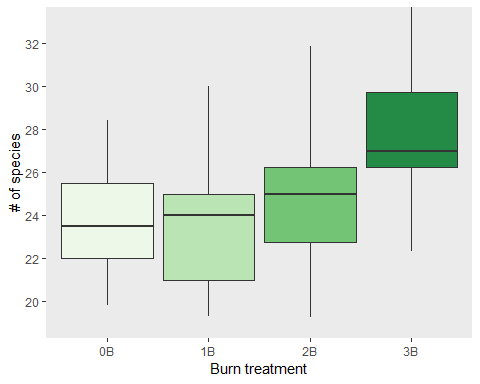 # of species
32
30
28
26
24
22
20
0B 1B 2B 3B
Burn treatment